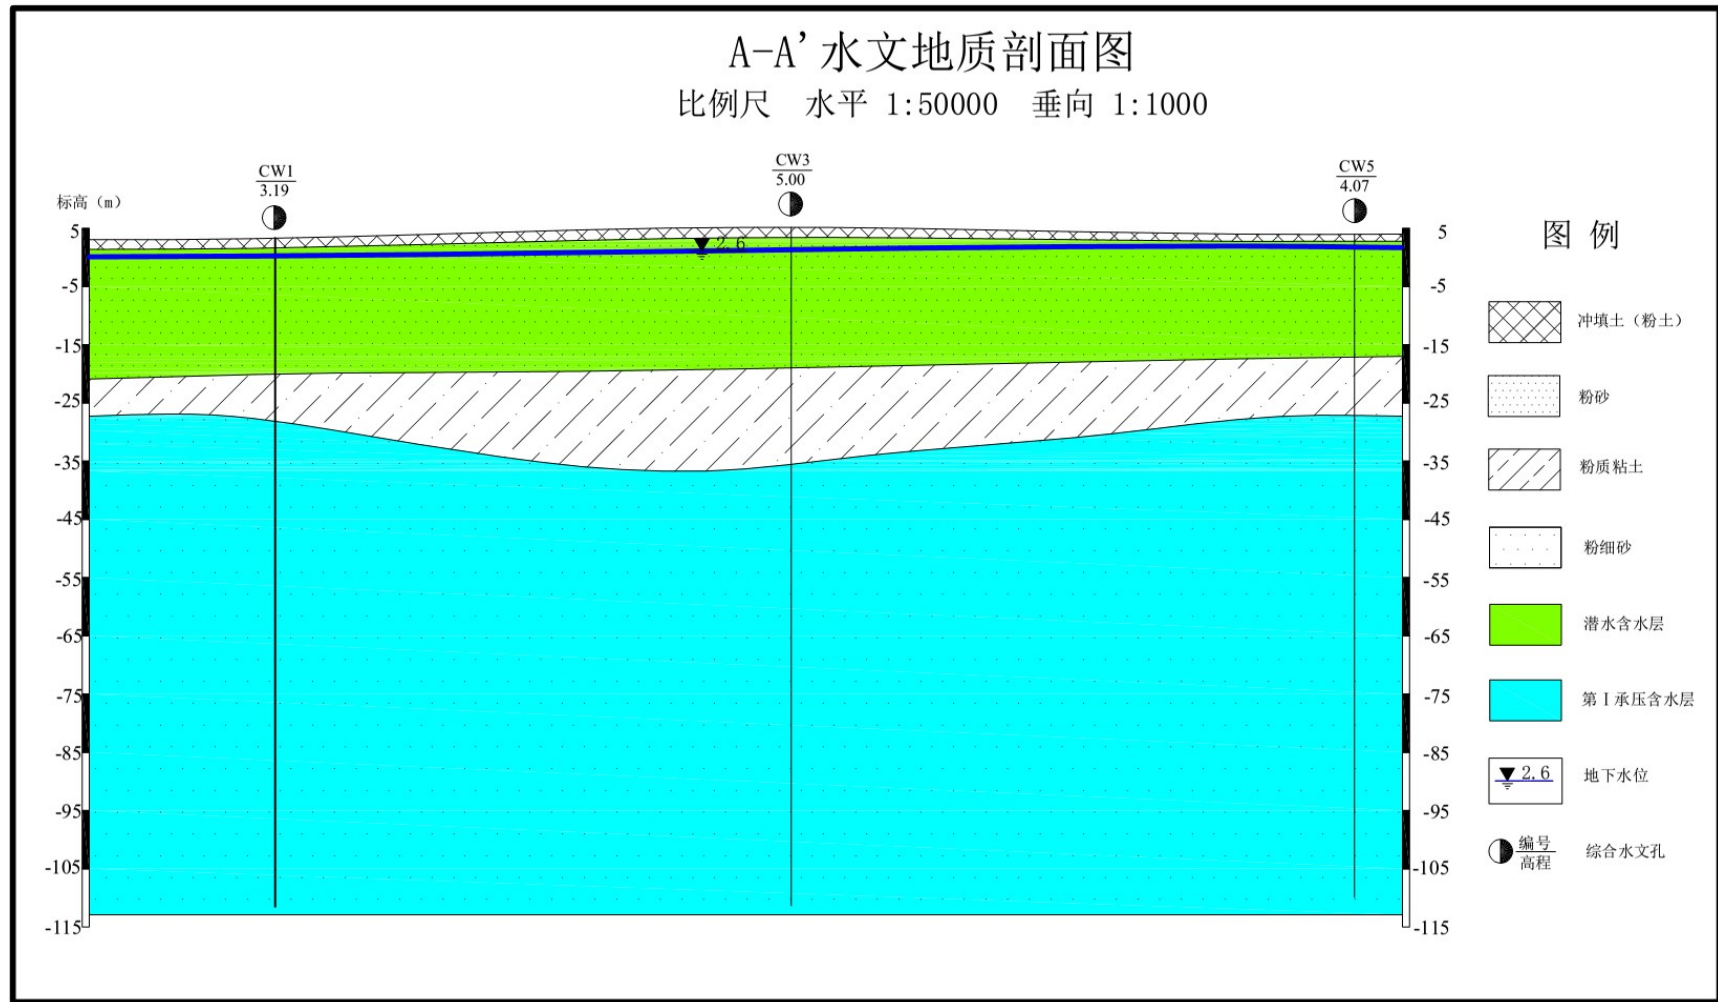 A-A'水文地质剖面图
比例尺 水平 1:50000 垂向 1:1000
CW1
3.19
CW3
5.00
CW5
4.07
标高（m）
5
-5
-15
-25
-35
-45
-55
-65
-75
-85
-95
-105
-115
2.6
5
-5
-15
-25
-35
-45
-55
-65
-75
-85
-95
-105
-115
图 例
冲填土（粉土）
粉砂
粉质粘土
粉细砂
潜水含水层
第Ⅰ承压含水层
2.6 地下水位
编号
高程
综合水文孔